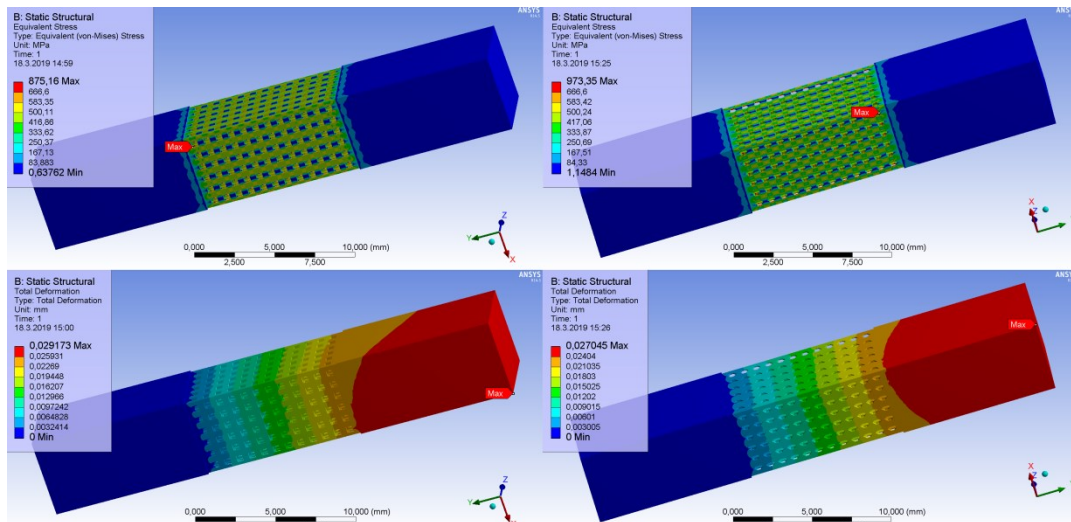 B: Static Structural
Equivalent Stress
Type: Equivalent (von-Mises) Stress
Unit: MPa
Time: 1
18.3.2019 14:59
875,16 Max
666,6
583,35
500,11
416,86
333,62
250,37
167,13
83,883
0,63762 Min
Max
ANSYS
0,000 5,000 10,000 (mm)
2,500 7,500
Z
Y
X
B: Static Structural
Equivalent Stress
Type: Equivalent (von-Mises) Stress
Unit: MPa
Time: 1
18.3.2019 15:25
973,35 Max
666,6
583,42
500,24
417,06
333,87
250,69
167,51
84,33
1,1484 Min
Max
ANSYS
0,000 5,000 10,000 (mm)
2,500 7,500
X
Z
B: Static Structural
Total Deformation
Type: Total Deformation
Unit: mm
Time: 1
18.3.2019 15:00
0,029173 Max
0,025931
0,02269
0,019448
0,016207
0,012966
0,0097242
0,0064828
0,0032414
0 Min
Max
ANSYS
0,000 5,000 10,000 (mm)
Z
Y
B: Static Structural
Total Deformation
Type: Total Deformation
Unit: mm
Time: 1
18.3.2019 15:26
0,027045 Max
0,02404
0,021035
0,01803
0,015025
0,01202
0,009015
0,00601
0,003005
0 Min
Max
ANSYS
0,000 5,000 10,000 (mm)
X
Z